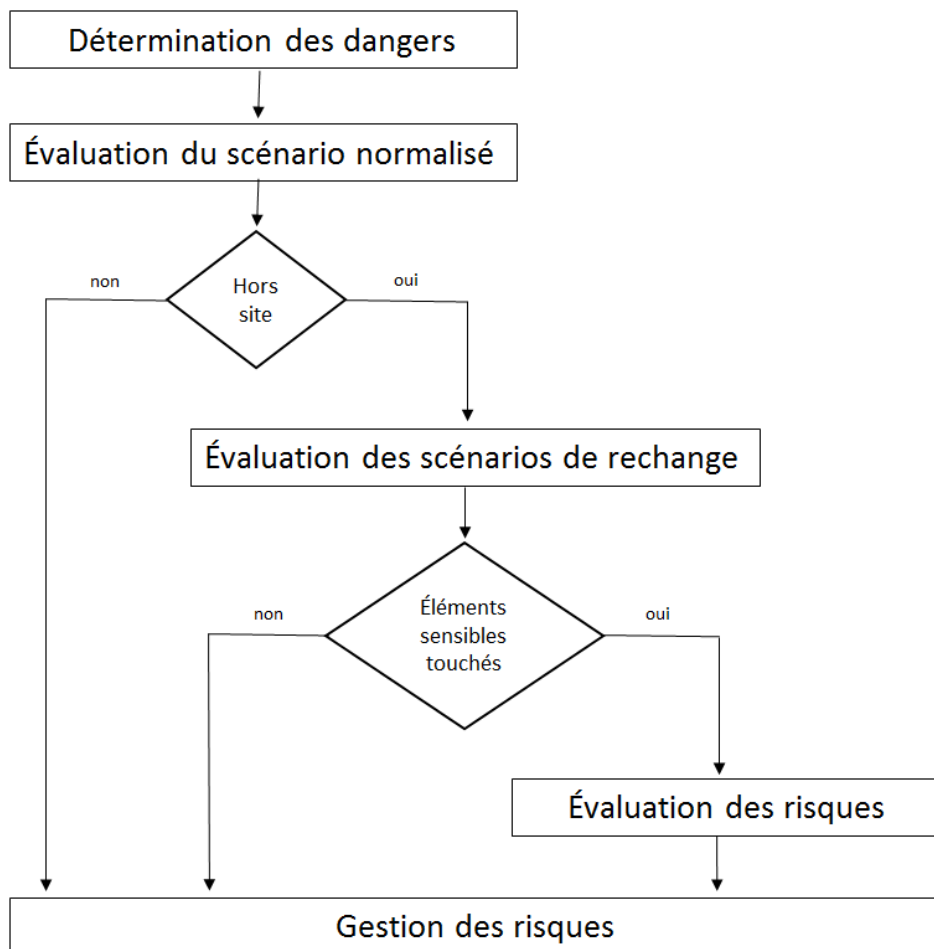 Détermination des dangers
Évaluation du scénario normalisé
non
oui
Hors
site
Évaluation des scénarios de rechange
non
oui
Éléments
sensibles
touchés
Évaluation des risques
Gestion des risques